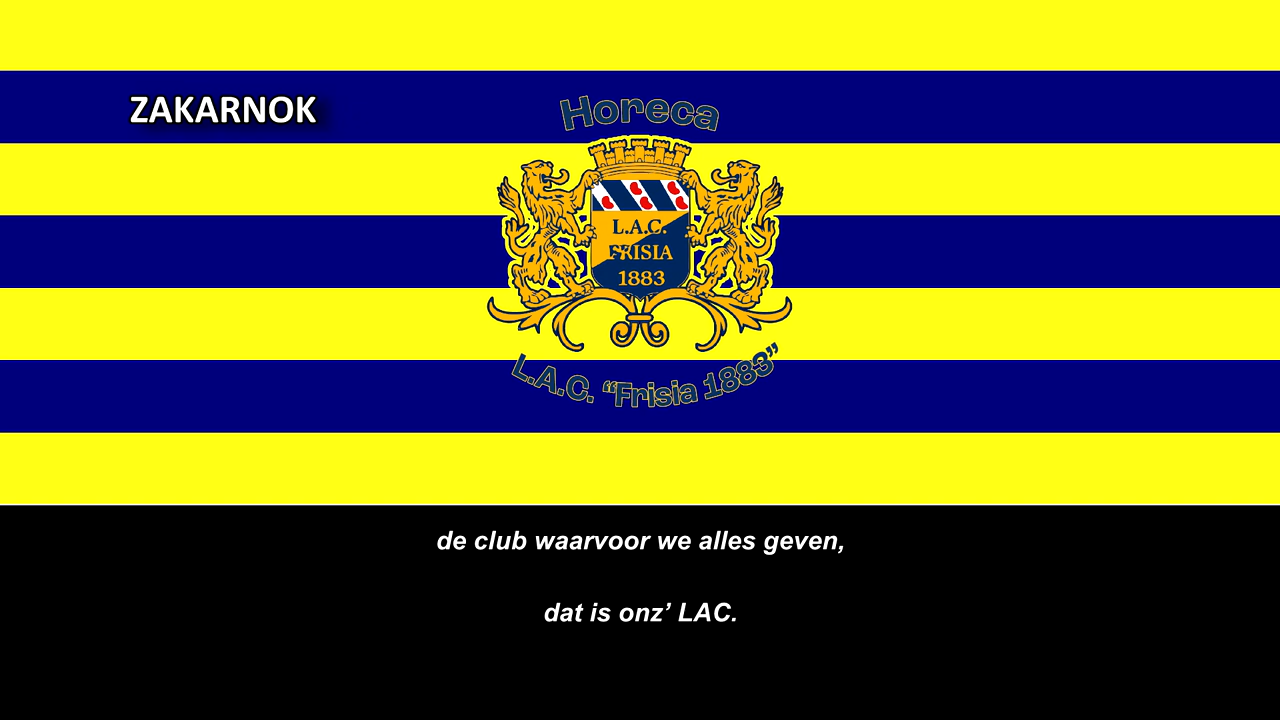 ZAKARNOK
Horeca
L.A.C.
FRISIA
1883
L.A.C. “Frisia 1883”
de club waarvoor we alles geven,
dat is onz’ LAC.